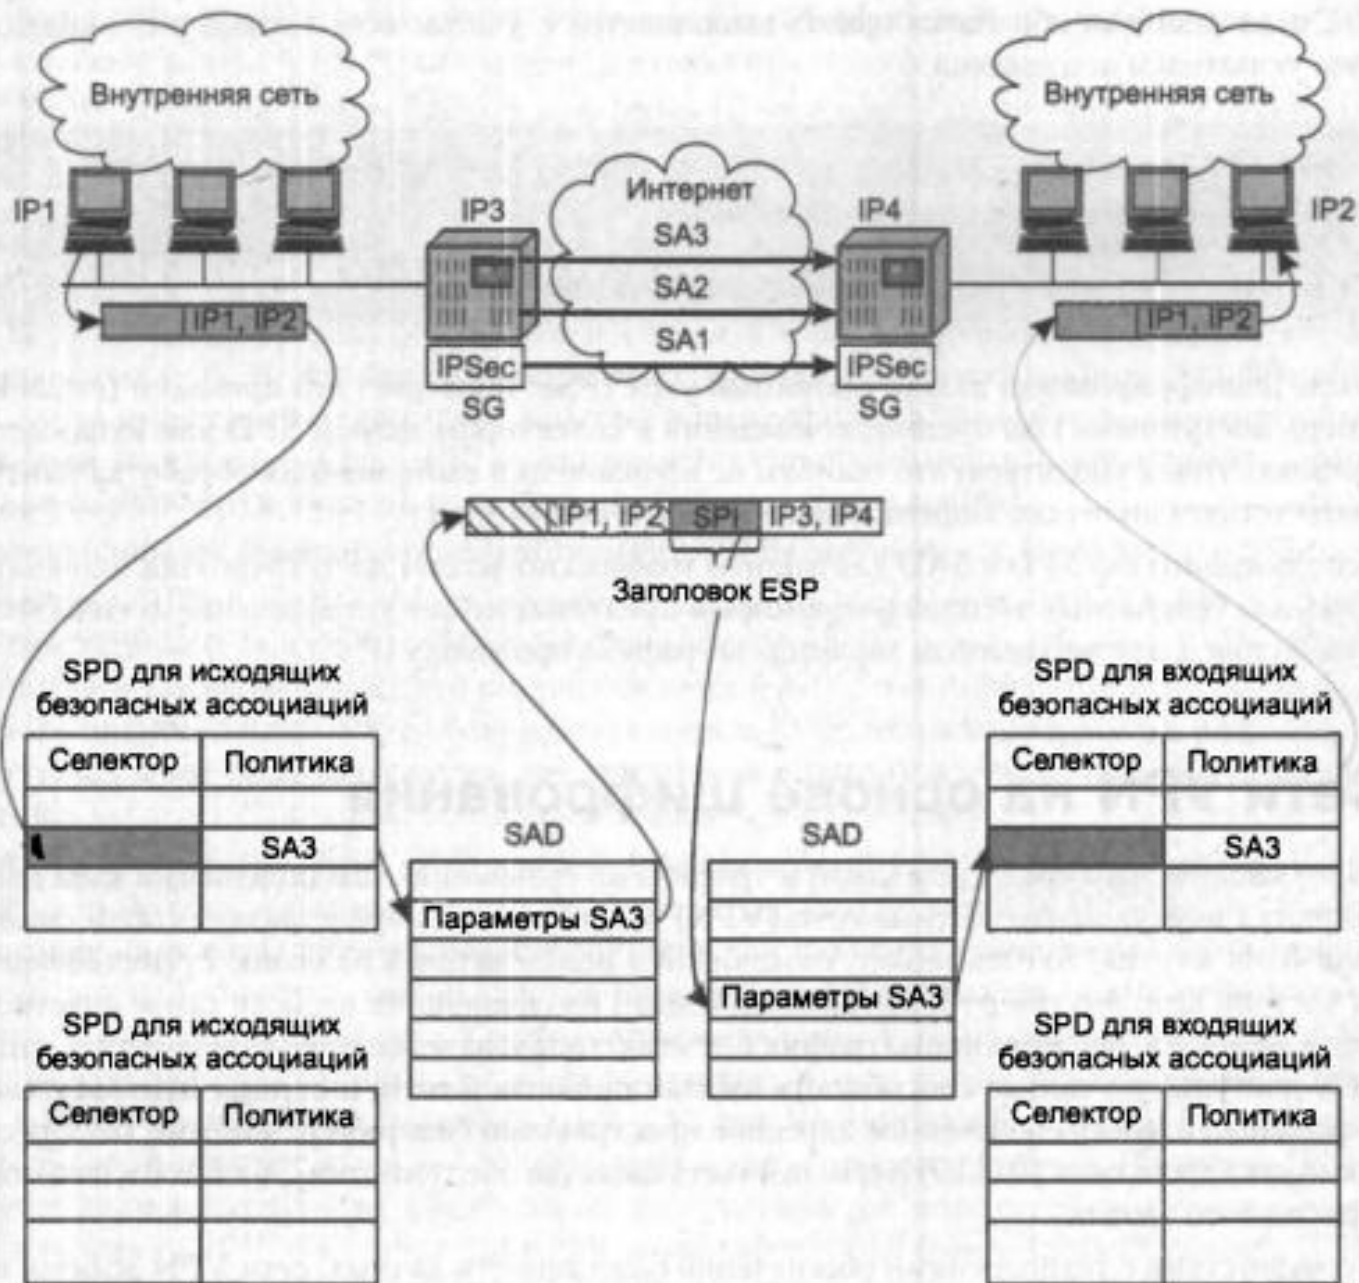 Внутренняя сеть
Внутренняя сеть
Интернет
IP1
IP3
IP4
IP2
SA3
SA2
SA1
IP1, IP2
IP1, IP2
IPSec
IPSec
SG
SG
IP1, IP2
SPI
IP3, IP4
Заголовок ESP
SPD для исходящих
безопасных ассоциаций
Селектор
Политика
SA3
SAD
Параметры SA3
SAD
Параметры SA3
SPD для входящих
безопасных ассоциаций
Селектор
Политика
SA3
SPD для исходящих
безопасных ассоциаций
Селектор
Политика
SPD для входящих
безопасных ассоциаций
Селектор
Политика